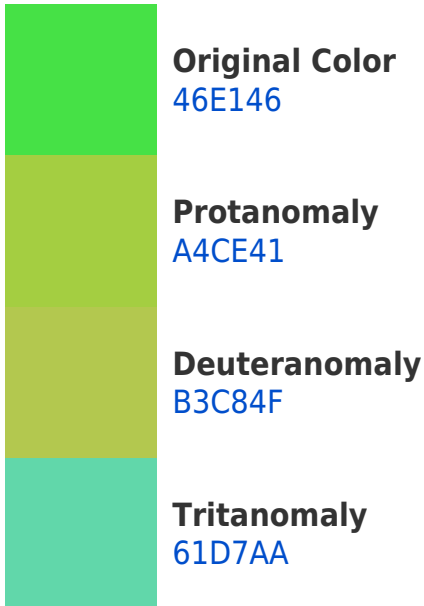 Original Color
46E146
Protanomaly
A4CE41
Deuteranomaly
B3C84F
Tritanomaly
61D7AA